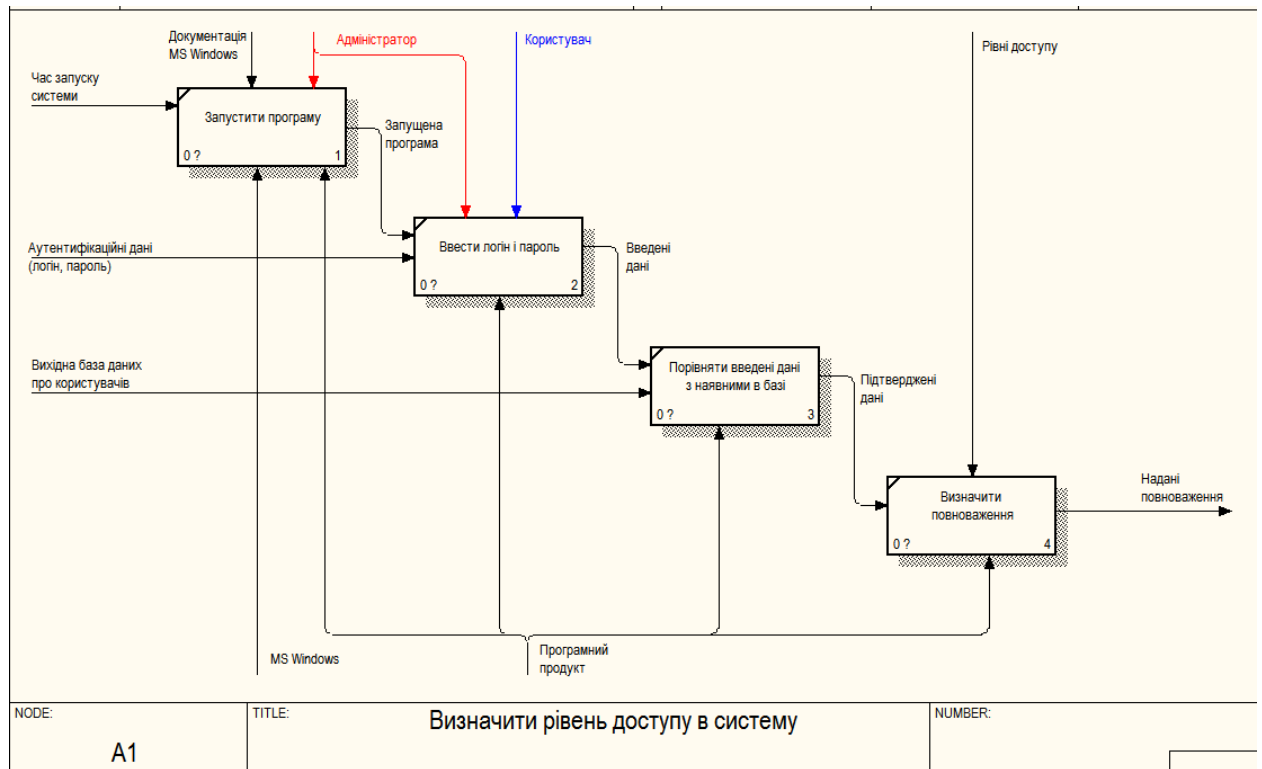 Документація
MS Windows
Адміністратор
Користувач
Рівні доступу
Час запуску
системи
Запустити програму
0 ?
1
Запущена
програма
Аутентифікаційні дані
(логін, пароль)
Ввести логін і пароль
0 ?
2
Введені
дані
Вихідна база даних
про користувачів
Порівняти введені дані
з наявними в базі
0 ?
3
Підтверджені
дані
Визначити
повноваження
0 ?
4
Надані
повноваження
MS Windows
Програмний
продукт
NODE:
A1
TITLE:
Визначити рівень доступу в систему
NUMBER: